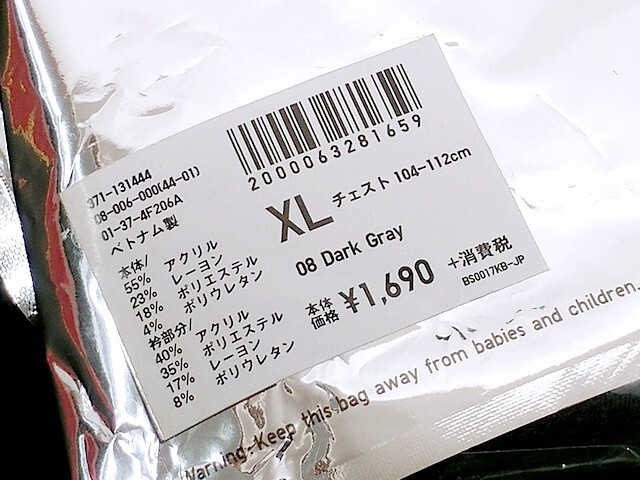 2000063281659
371-131444
08-006-000(44-01)
01-37-4F206A
ベトナム製
XL チェスト 104-112cm
08 Dark Gray
本体/
55% アクリル
23% レーヨン
18% ポリエステル
4% ポリウレタン
衿部分/
40% アクリル
35% ポリエステル
17% レーヨン
8% ポリウレタン
本体価格 ¥1,690 +消費税
BS0017KB-JP
Warning:Keep this bag away from babies and children.